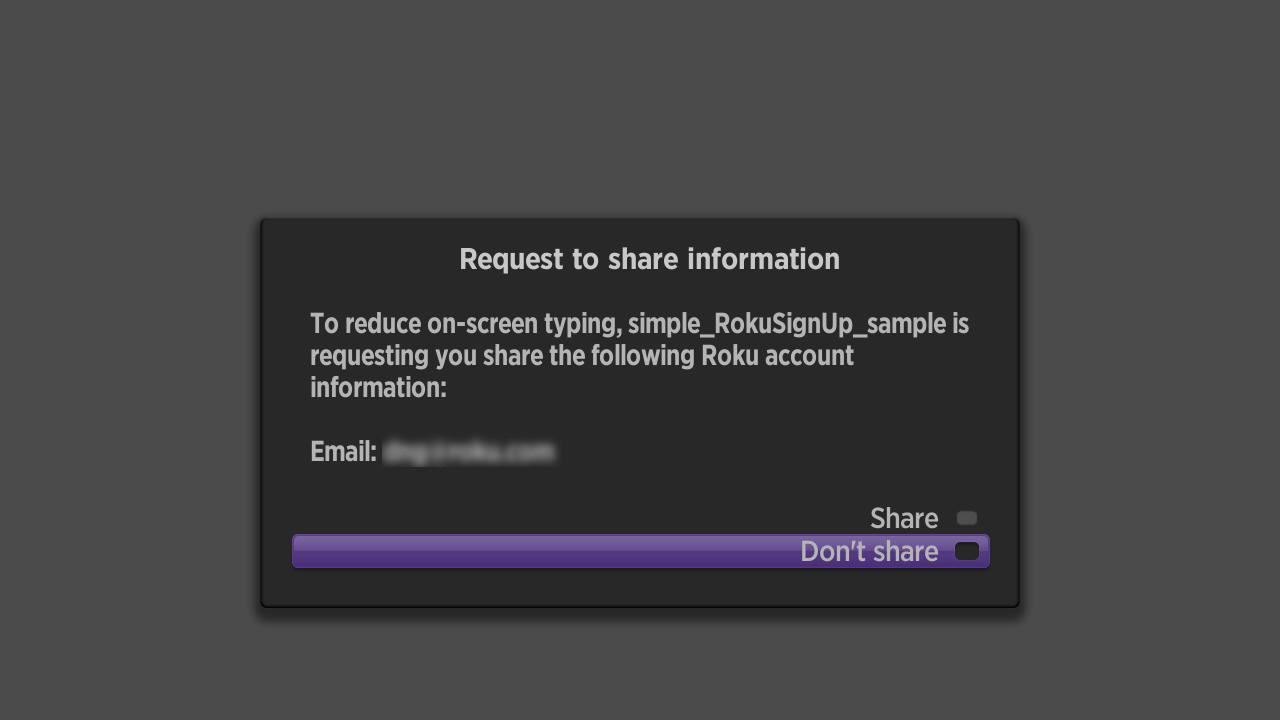 Request to share information
To reduce on-screen typing, simple_RokuSignUp_sample is
requesting you share the following Roku account
information:
Email:
Share
Don't share